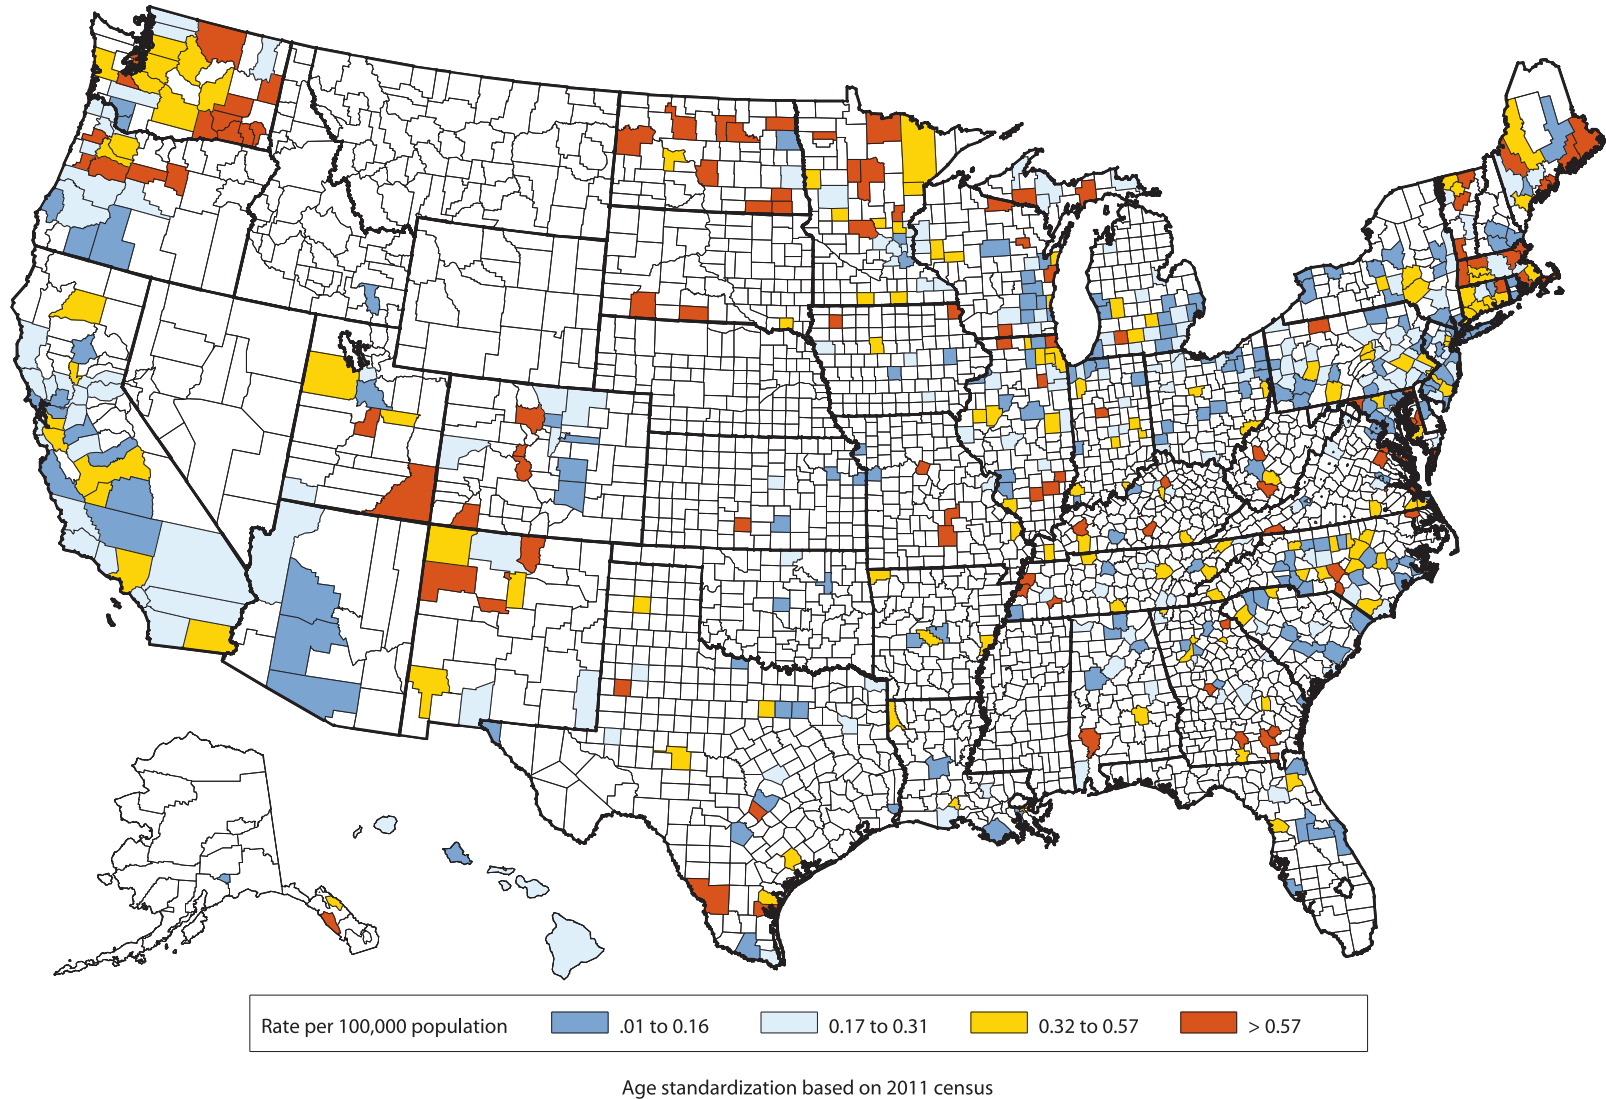 Rate per 100,000 population .01 to 0.16 0.17 to 0.31 0.32 to 0.57 > 0.57
Age standardization based on 2011 census